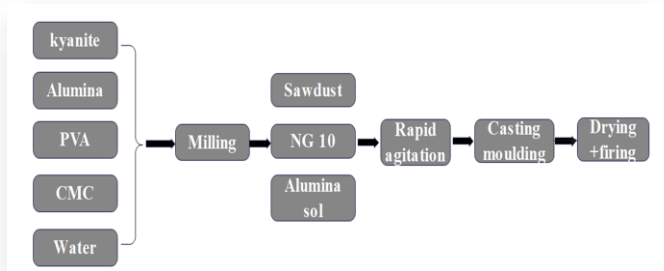 kyanite
Alumina
PVA
CMC
Water
Milling
Sawdust
NG 10
Alumina
sol
Rapid
agitation
Casting
moulding
Drying
+firing